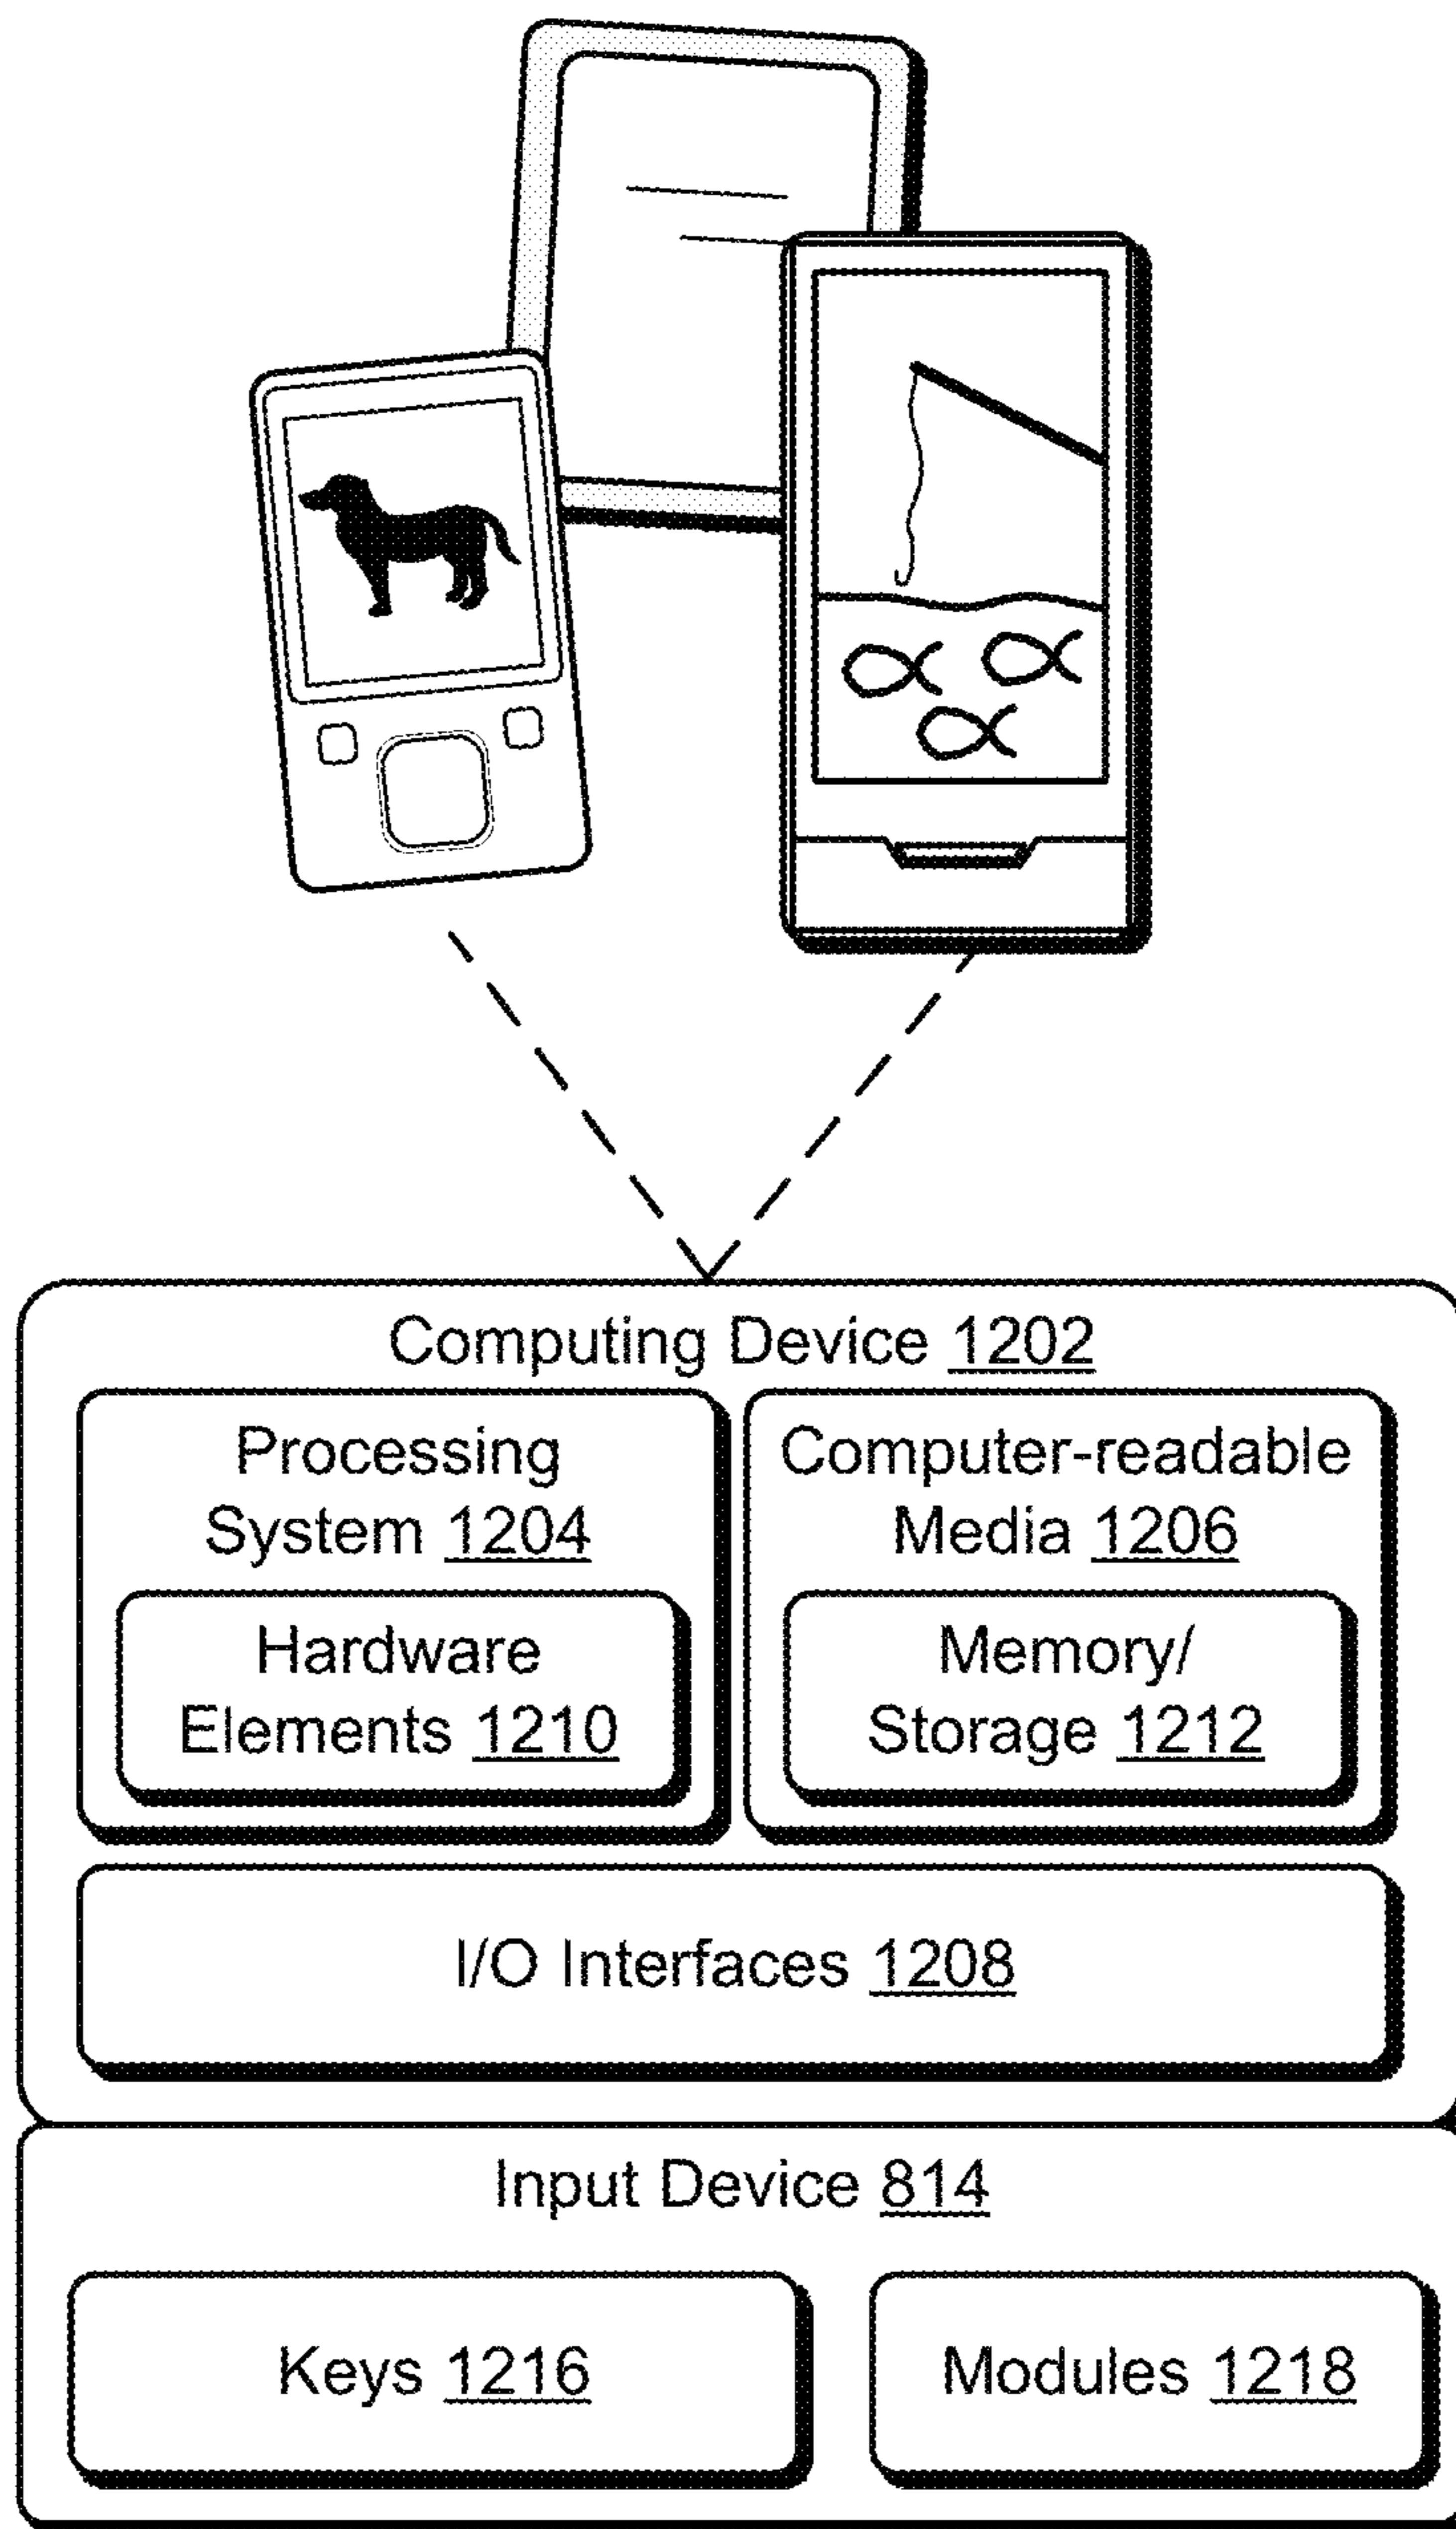 Computing Device 1202
Processing
System 1204
Hardware
Elements 1210
Computer-readable
Media 1206
Memory/
Storage 1212
I/O Interfaces 1208
Input Device 814
Keys 1216
Modules 1218